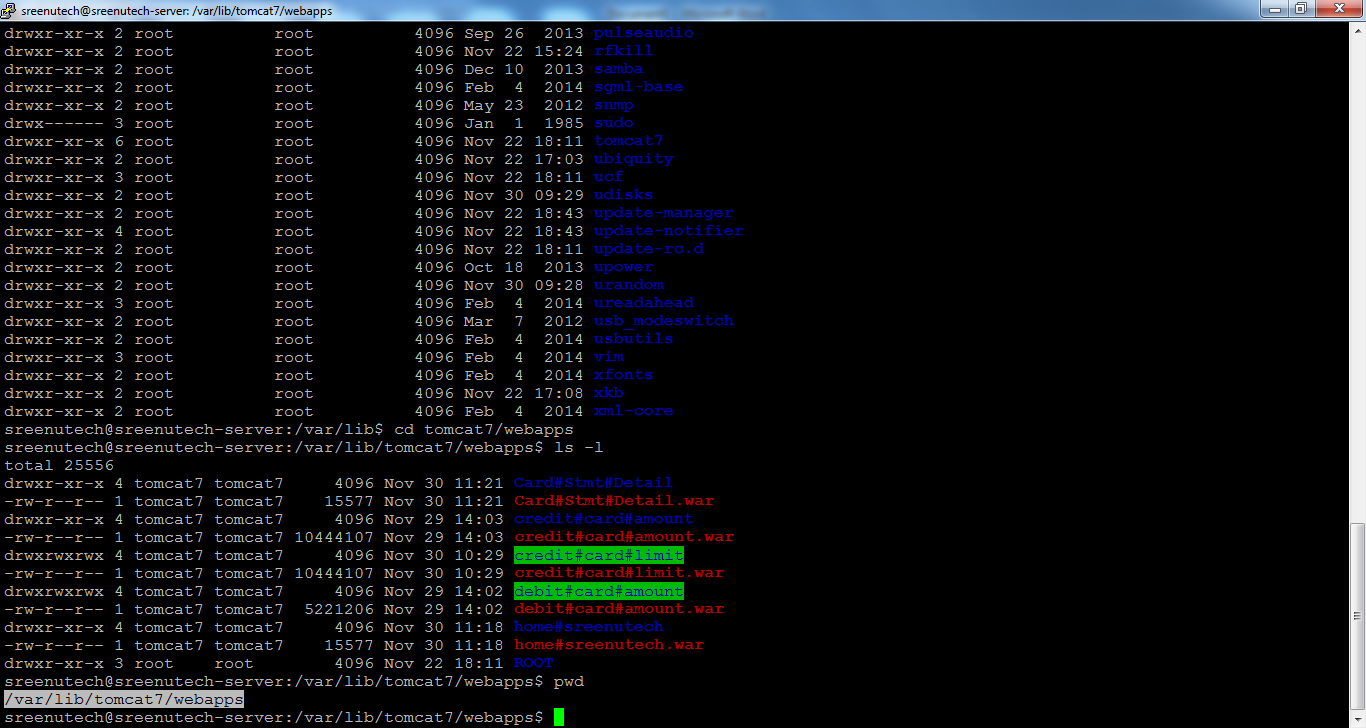 sreenutech@sreenutech-server: /var/lib/tomcat7/webapps
drwxr-xr-x 2 root          root          4096 Sep 26  2013 pulseaudio
drwxr-xr-x 2 root          root          4096 Nov 22 15:24 rfkill
drwxr-xr-x 2 root          root          4096 Dec 10  2013 samba
drwxr-xr-x 2 root          root          4096 Feb  4  2014 sgml-base
drwxr-xr-x 2 root          root          4096 May 23  2012 snmp
drwx------ 3 root          root          4096 Jan  1  1985 sudo
drwxr-xr-x 6 root          root          4096 Nov 22 18:11 tomcat7
drwxr-xr-x 2 root          root          4096 Nov 22 17:03 ubiquity
drwxr-xr-x 3 root          root          4096 Nov 22 18:11 ucf
drwxr-xr-x 2 root          root          4096 Nov 30 09:29 udisks
drwxr-xr-x 2 root          root          4096 Nov 22 18:43 update-manager
drwxr-xr-x 4 root          root          4096 Nov 22 18:43 update-notifier
drwxr-xr-x 2 root          root          4096 Nov 22 18:11 update-rc.d
drwxr-xr-x 2 root          root          4096 Oct 18  2013 upower
drwxr-xr-x 2 root          root          4096 Nov 30 09:28 urandom
drwxr-xr-x 3 root          root          4096 Feb  4  2014 ureadahead
drwxr-xr-x 2 root          root          4096 Mar  7  2012 usb_modeswitch
drwxr-xr-x 2 root          root          4096 Feb  4  2014 usbutils
drwxr-xr-x 3 root          root          4096 Feb  4  2014 vim
drwxr-xr-x 2 root          root          4096 Feb  4  2014 xfonts
drwxr-xr-x 2 root          root          4096 Nov 22 17:08 xkb
drwxr-xr-x 2 root          root          4096 Feb  4  2014 xml-core
sreenutech@sreenutech-server:/var/lib$ cd tomcat7/webapps
sreenutech@sreenutech-server:/var/lib/tomcat7/webapps$ ls -l
total 25556
drwxr-xr-x 4 tomcat7 tomcat7     4096 Nov 30 11:21 Card#Stmt#Detail
-rw-r--r-- 1 tomcat7 tomcat7    15577 Nov 30 11:21 Card#Stmt#Detail.war
drwxr-xr-x 4 tomcat7 tomcat7     4096 Nov 29 14:03 credit#card#amount
-rw-r--r-- 1 tomcat7 tomcat7 10444107 Nov 29 14:03 credit#card#amount.war
drwxrwxrwx 4 tomcat7 tomcat7     4096 Nov 30 10:29 credit#card#limit
-rw-r--r-- 1 tomcat7 tomcat7 10444107 Nov 30 10:29 credit#card#limit.war
drwxrwxrwx 4 tomcat7 tomcat7     4096 Nov 29 14:02 debit#card#amount
-rw-r--r-- 1 tomcat7 tomcat7  5221206 Nov 29 14:02 debit#card#amount.war
drwxr-xr-x 4 tomcat7 tomcat7     4096 Nov 30 11:18 home#sreenutech
-rw-r--r-- 1 tomcat7 tomcat7    15577 Nov 30 11:18 home#sreenutech.war
drwxr-xr-x 3 root    root        4096 Nov 22 18:11 ROOT
sreenutech@sreenutech-server:/var/lib/tomcat7/webapps$ pwd
/var/lib/tomcat7/webapps
sreenutech@sreenutech-server:/var/lib/tomcat7/webapps$